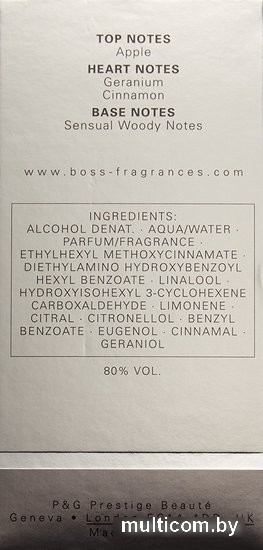 TOP NOTES
Apple
HEART NOTES
Geranium
Cinnamon
BASE NOTES
Sensual Woody Notes
www.boss-fragrances.com
INGREDIENTS:
ALCOHOL DENAT. · AQUA/WATER ·
PARFUM/FRAGRANCE ·
ETHYLHEXYL METHOXYCINNAMATE ·
DIETHYLAMINO HYDROXYBENZOYL
HEXYL BENZOATE · LINALOOL ·
HYDROXYISOHEXYL 3-CYCLOHEXENE
CARBOXALDEHYDE · LIMONENE ·
CITRAL · CITRONELLOL · BENZYL
BENZOATE · EUGENOL · CINNAMAL ·
GERANIOL
80% VOL.
P&G Prestige Beauté
Geneva • London UK
multicom.by